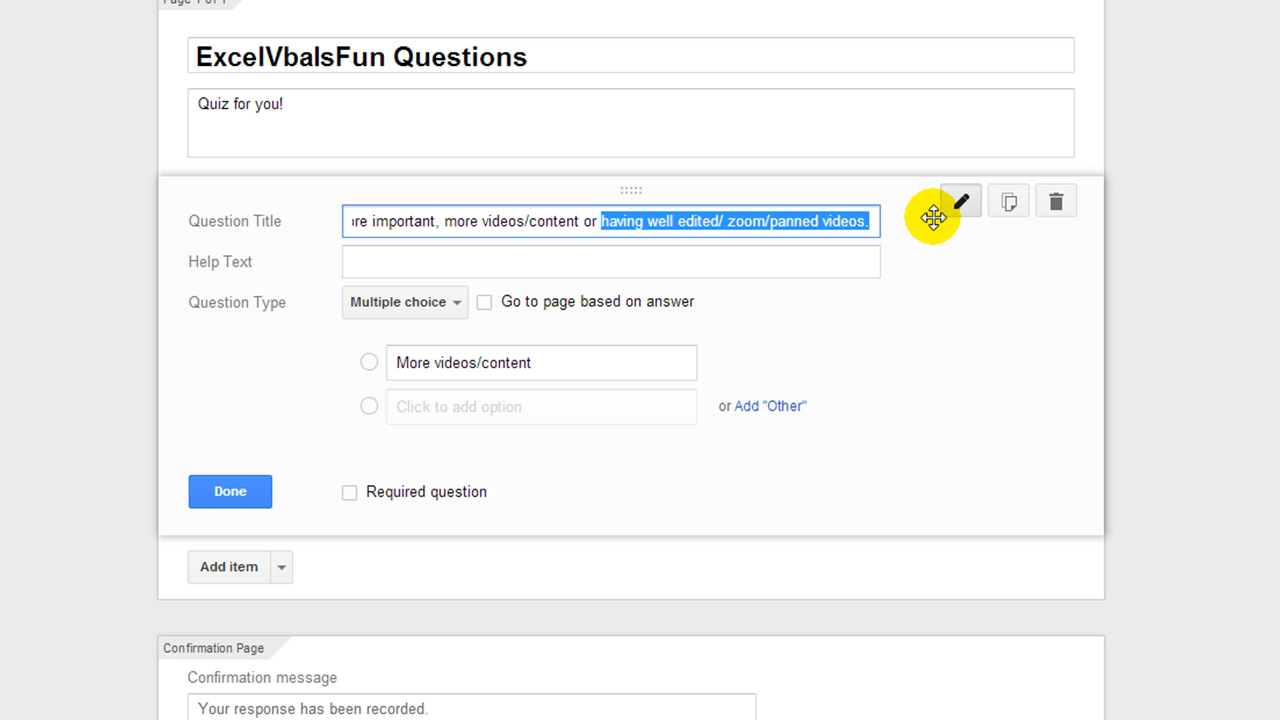 ExcelVbaIsFun Questions
Quiz for you!
Question Title
re important, more videos/content or having well edited/ zoom/panned videos.
Help Text
Question Type
Multiple choice
Go to page based on answer
More videos/content
Click to add option
or Add "Other"
Done
Required question
Add item
Confirmation Page
Confirmation message
Your response has been recorded.